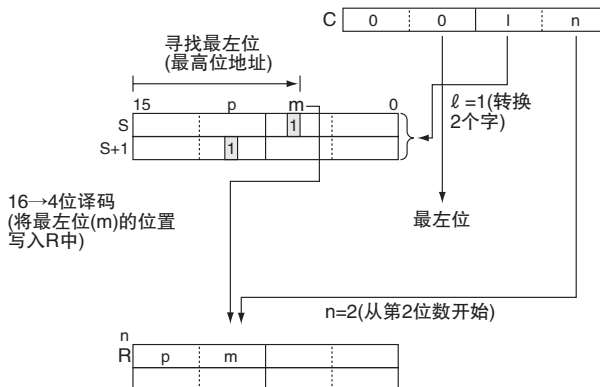 C 0 0 l n
寻找最左位
(最高位地址)
15 p m 0
S 1
S+1 1
ℓ=1(转换
2个字)
16→4位译码
(将最左位(m)的位置
写入R中)
最左位
n=2(从第2位数开始)
n
R p m